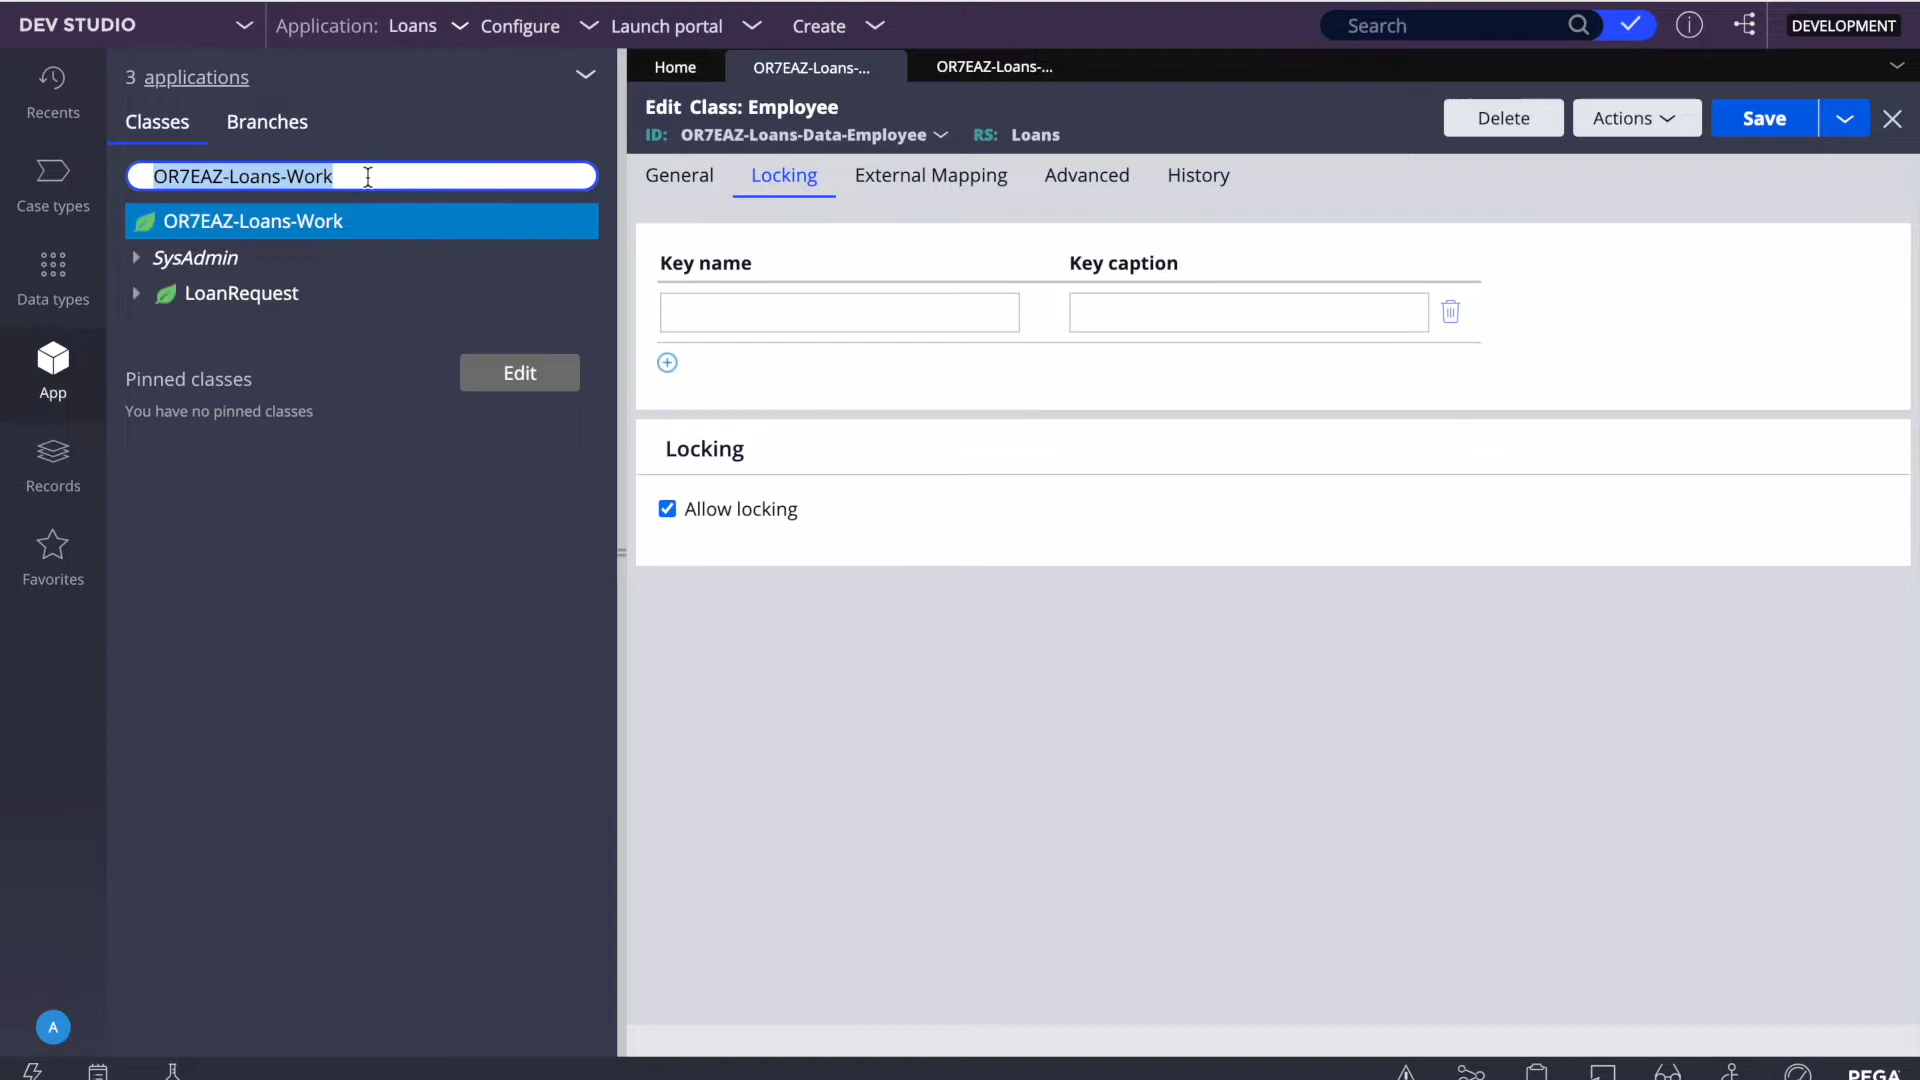 DEV STUDIO
Application: Loans
Configure
Launch portal
Create
Search
DEVELOPMENT
Recents
Case types
Data types
App
Records
Favorites
A
3 applications
Classes
Branches
OR7EAZ-Loans-Work
OR7EAZ-Loans-Work
SysAdmin
LoanRequest
Pinned classes
Edit
You have no pinned classes
Home
OR7EAZ-Loans-...
OR7EAZ-Loans-...
Edit Class: Employee
ID: OR7EAZ-Loans-Data-Employee RS: Loans
Delete
Actions
Save
General
Locking
External Mapping
Advanced
History
Key name
Key caption
Locking
Allow locking
PEGA